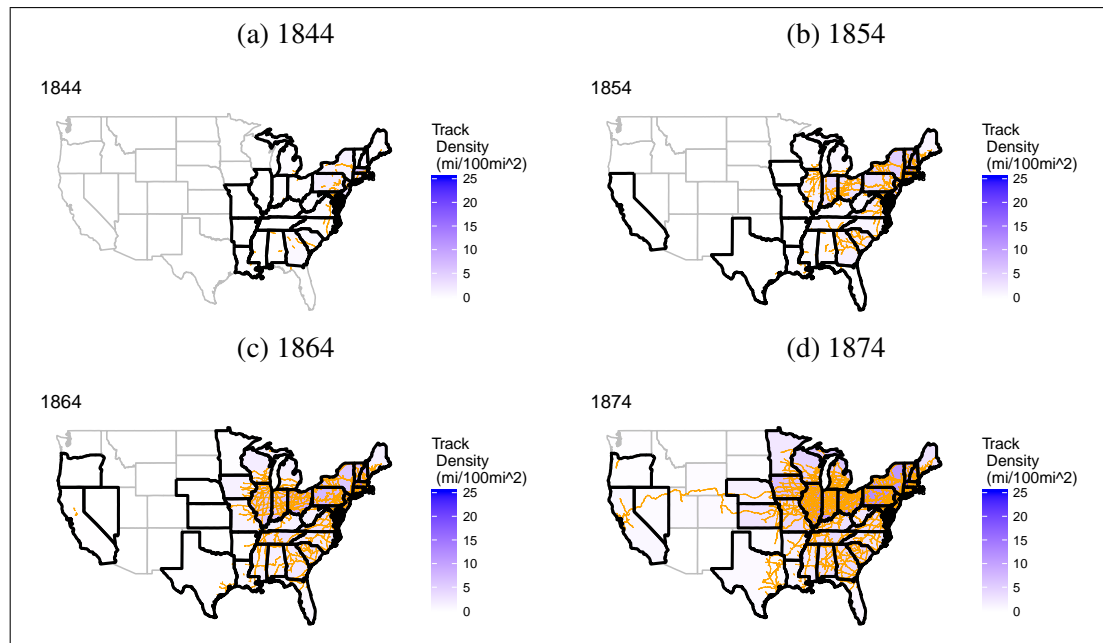 (a) 1844
1844
Track
Density
(mi/100mi^2)
25
20
15
10
5
0
(b) 1854
1854
Track
Density
(mi/100mi^2)
25
20
15
10
5
0
(c) 1864
1864
Track
Density
(mi/100mi^2)
25
20
15
10
5
0
(d) 1874
1874
Track
Density
(mi/100mi^2)
25
20
15
10
5
0